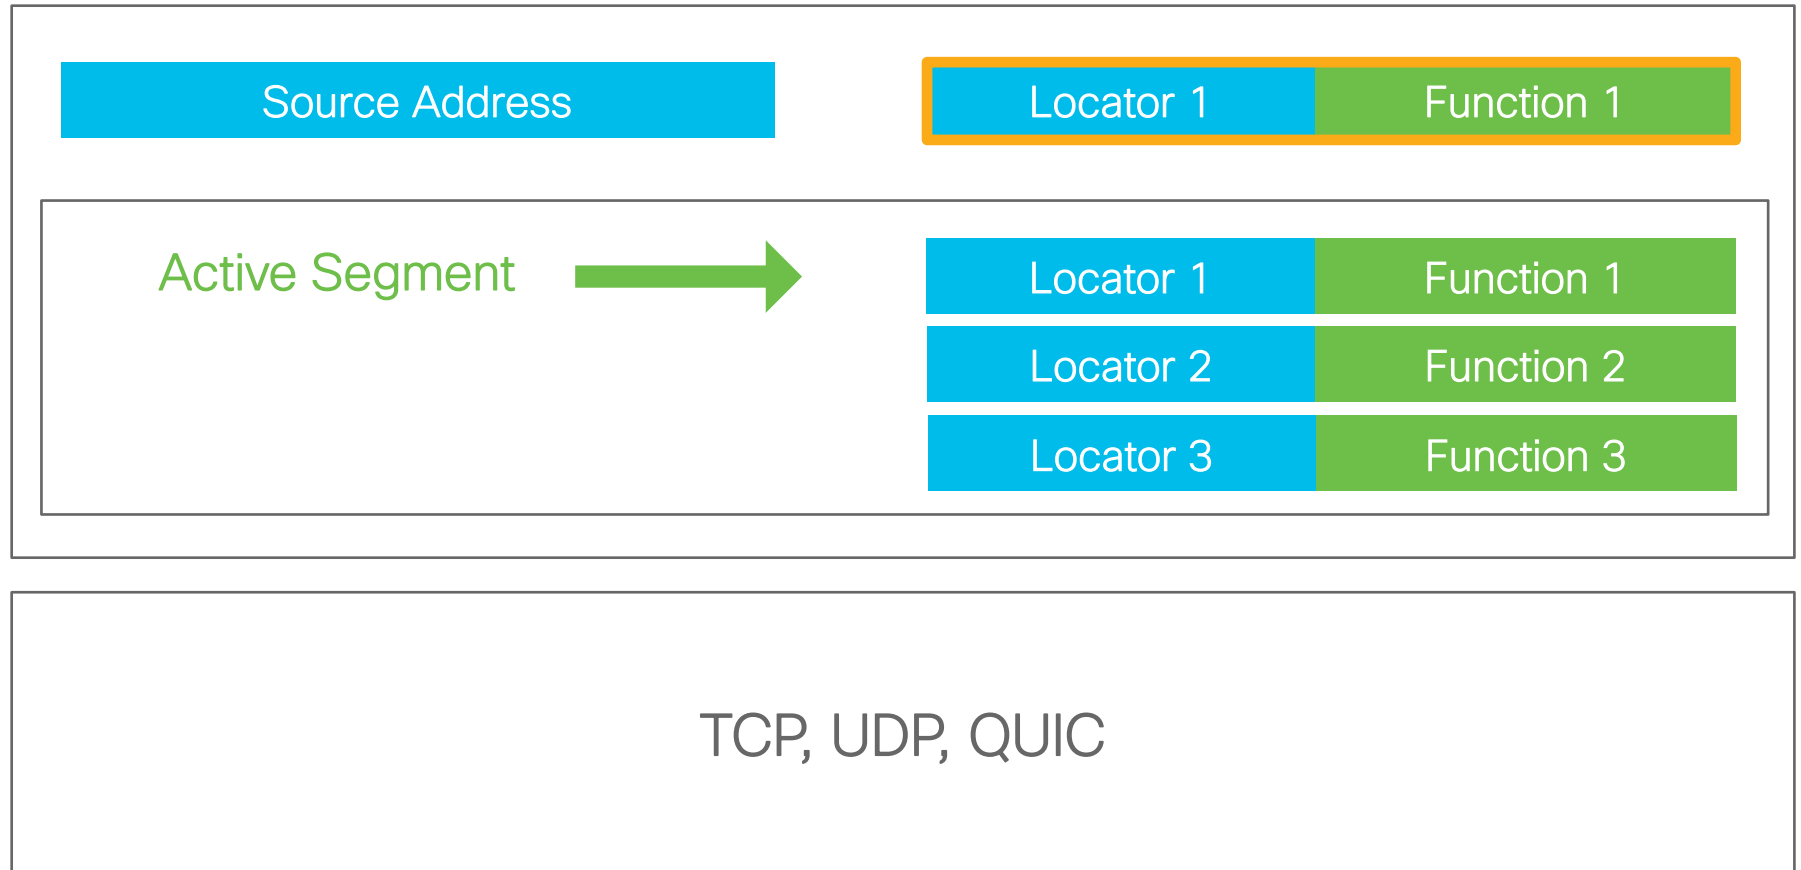 Source Address Locator 1 Function 1
Active Segment Locator 1 Function 1
Locator 2 Function 2
Locator 3 Function 3
TCP, UDP, QUIC